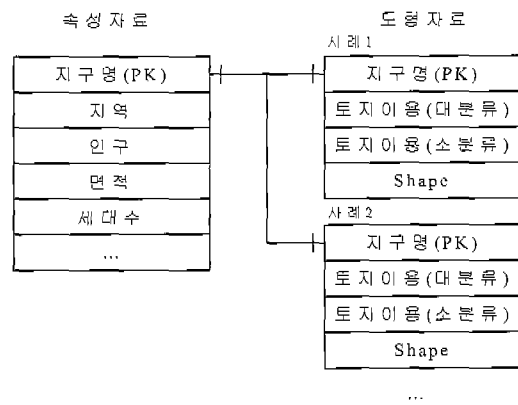 속성자료
지구명(PK)
지역
인구
면적
세대수
...
도형자료
사례1
지구명(PK)
토지이용(대분류)
토지이용(소분류)
Shape
사례2
지구명(PK)
토지이용(대분류)
토지이용(소분류)
Shape
...